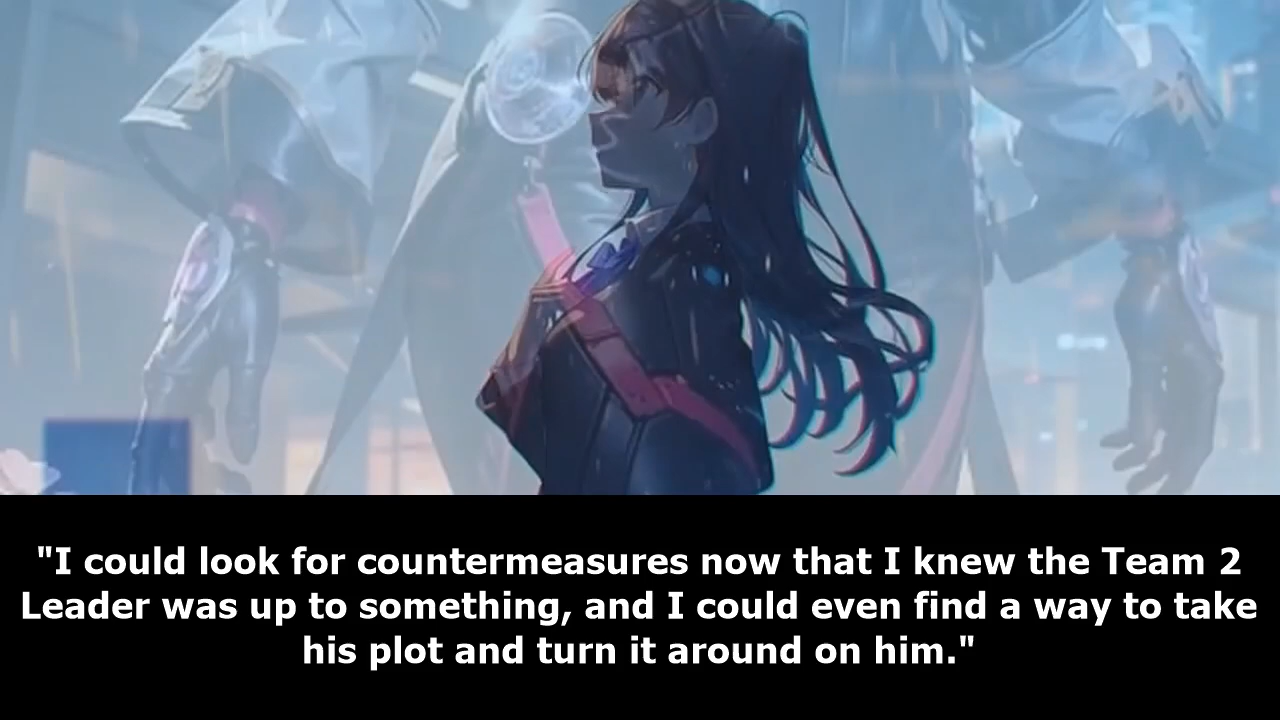 "I could look for countermeasures now that I knew the Team 2
Leader was up to something, and I could even find a way to take
his plot and turn it around on him."